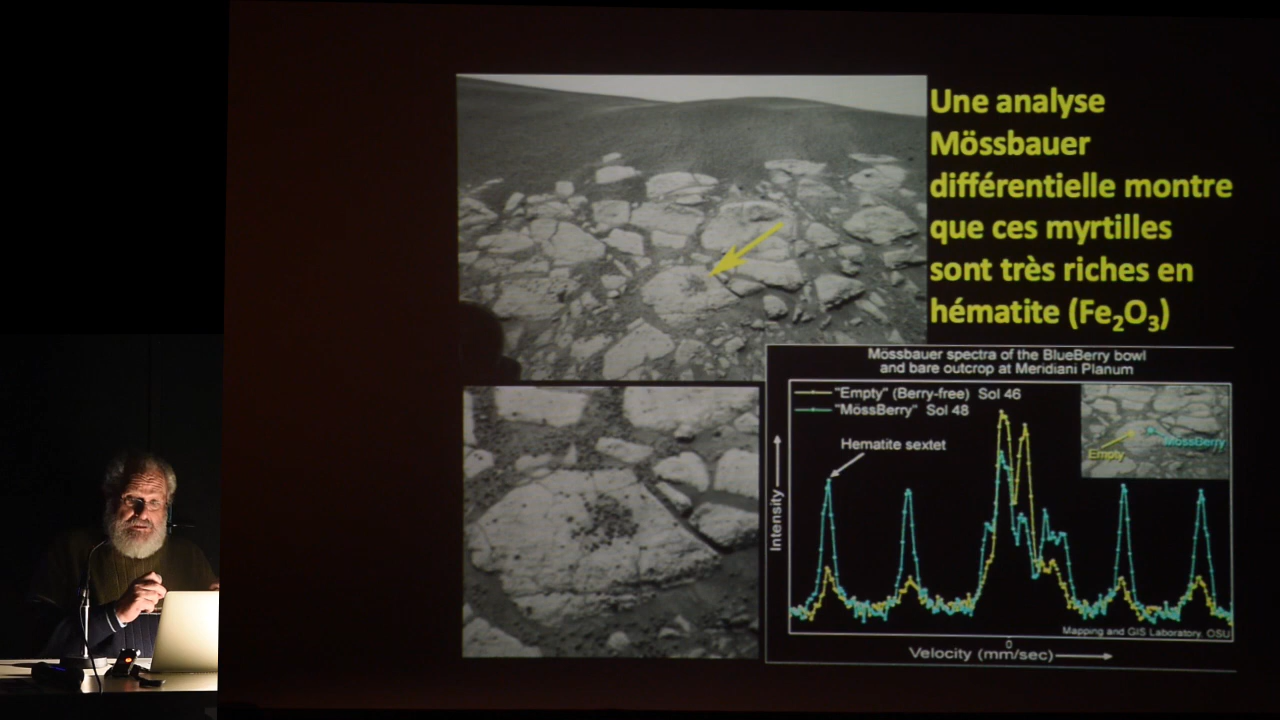 Une analyse
Mössbauer
différentielle montre
que ces myrtilles
sont très riches en
hématite (Fe₂O₃)
Mössbauer spectra of the BlueBerry bowl
and bare outcrop at Meridiani Planum
"Empty" (Berry-free) Sol 46
"MössBerry" Sol 48
Hematite sextet
MössBerry
Empty
Intensity
Mapping and GIS Laboratory, OSU
0
Velocity (mm/sec)